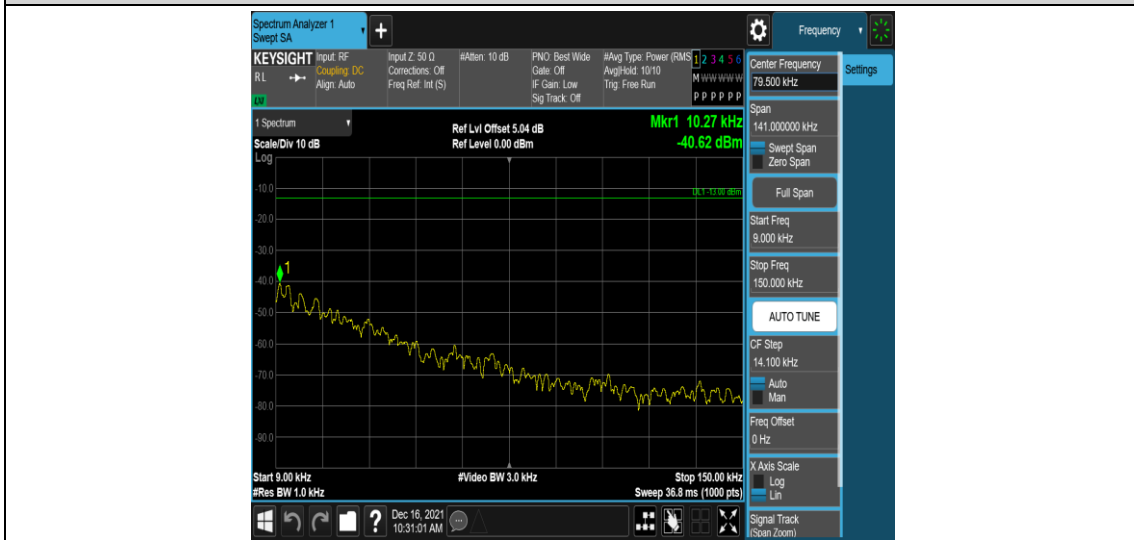 Spectrum Analyzer 1
Swept SA
+
Frequency
KEYSIGHT
RL
LXI
Input: RF
Coupling: DC
Align: Auto
Input Z: 50 Ω
Corrections: Off
Freq Ref: Int (S)
#Atten: 10 dB
PNO: Best Wide
Gate: Off
IF Gain: Low
Sig Track: Off
#Avg Type: Power (RMS
Avg|Hold: 10/10
Trig: Free Run
1 2 3 4 5 6
M W W W W W
P P P P P P
1 Spectrum
Scale/Div 10 dB
Log
Ref Lvl Offset 5.04 dB
Ref Level 0.00 dBm
Mkr1 10.27 kHz
-40.62 dBm
DL1 -13.00 dBm
1
-10.0
-20.0
-30.0
-40.0
-50.0
-60.0
-70.0
-80.0
-90.0
Start 9.00 kHz
#Res BW 1.0 kHz
#Video BW 3.0 kHz
Stop 150.00 kHz
Sweep 36.8 ms (1000 pts)
Center Frequency
79.500 kHz
Settings
Span
141.000000 kHz
Swept Span
Zero Span
Full Span
Start Freq
9.000 kHz
Stop Freq
150.000 kHz
AUTO TUNE
CF Step
14.100 kHz
Auto
Man
Freq Offset
0 Hz
X Axis Scale
Log
Lin
Signal Track
(Span Zoom)
?
Dec 16, 2021
10:31:01 AM